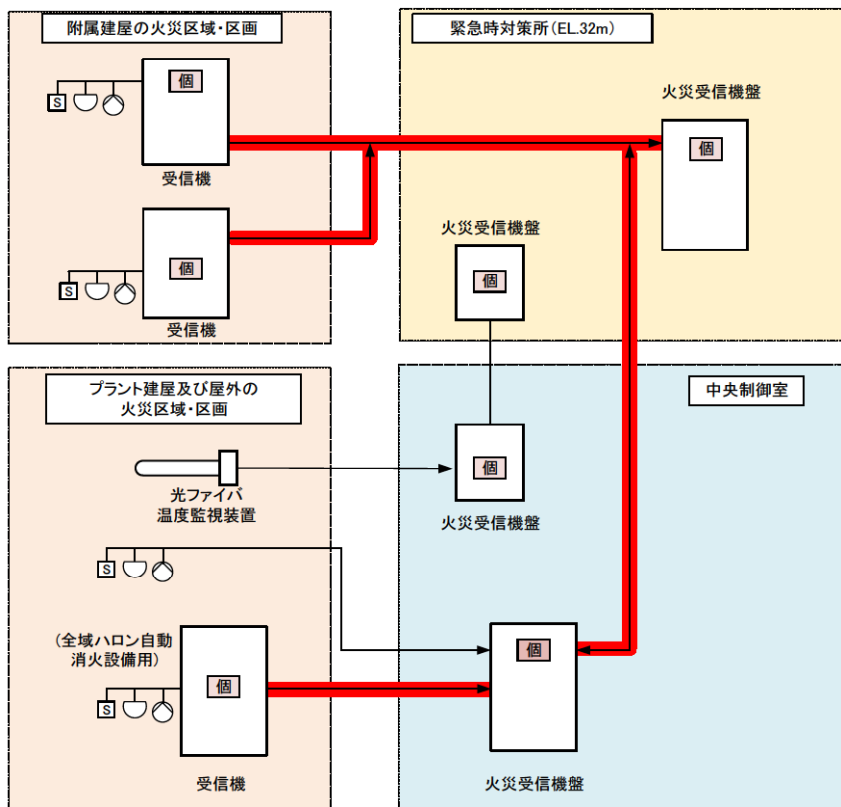 附属建屋の火災区域・区画
個
S
受信機
個
S
受信機
緊急時対策所(EL.32m)
火災受信機盤
個
火災受信機盤
個
プラント建屋及び屋外の
火災区域・区画
光ファイバ
温度監視装置
S
(全域ハロン自動
消火設備用)
個
S
受信機
中央制御室
個
火災受信機盤
個
火災受信機盤